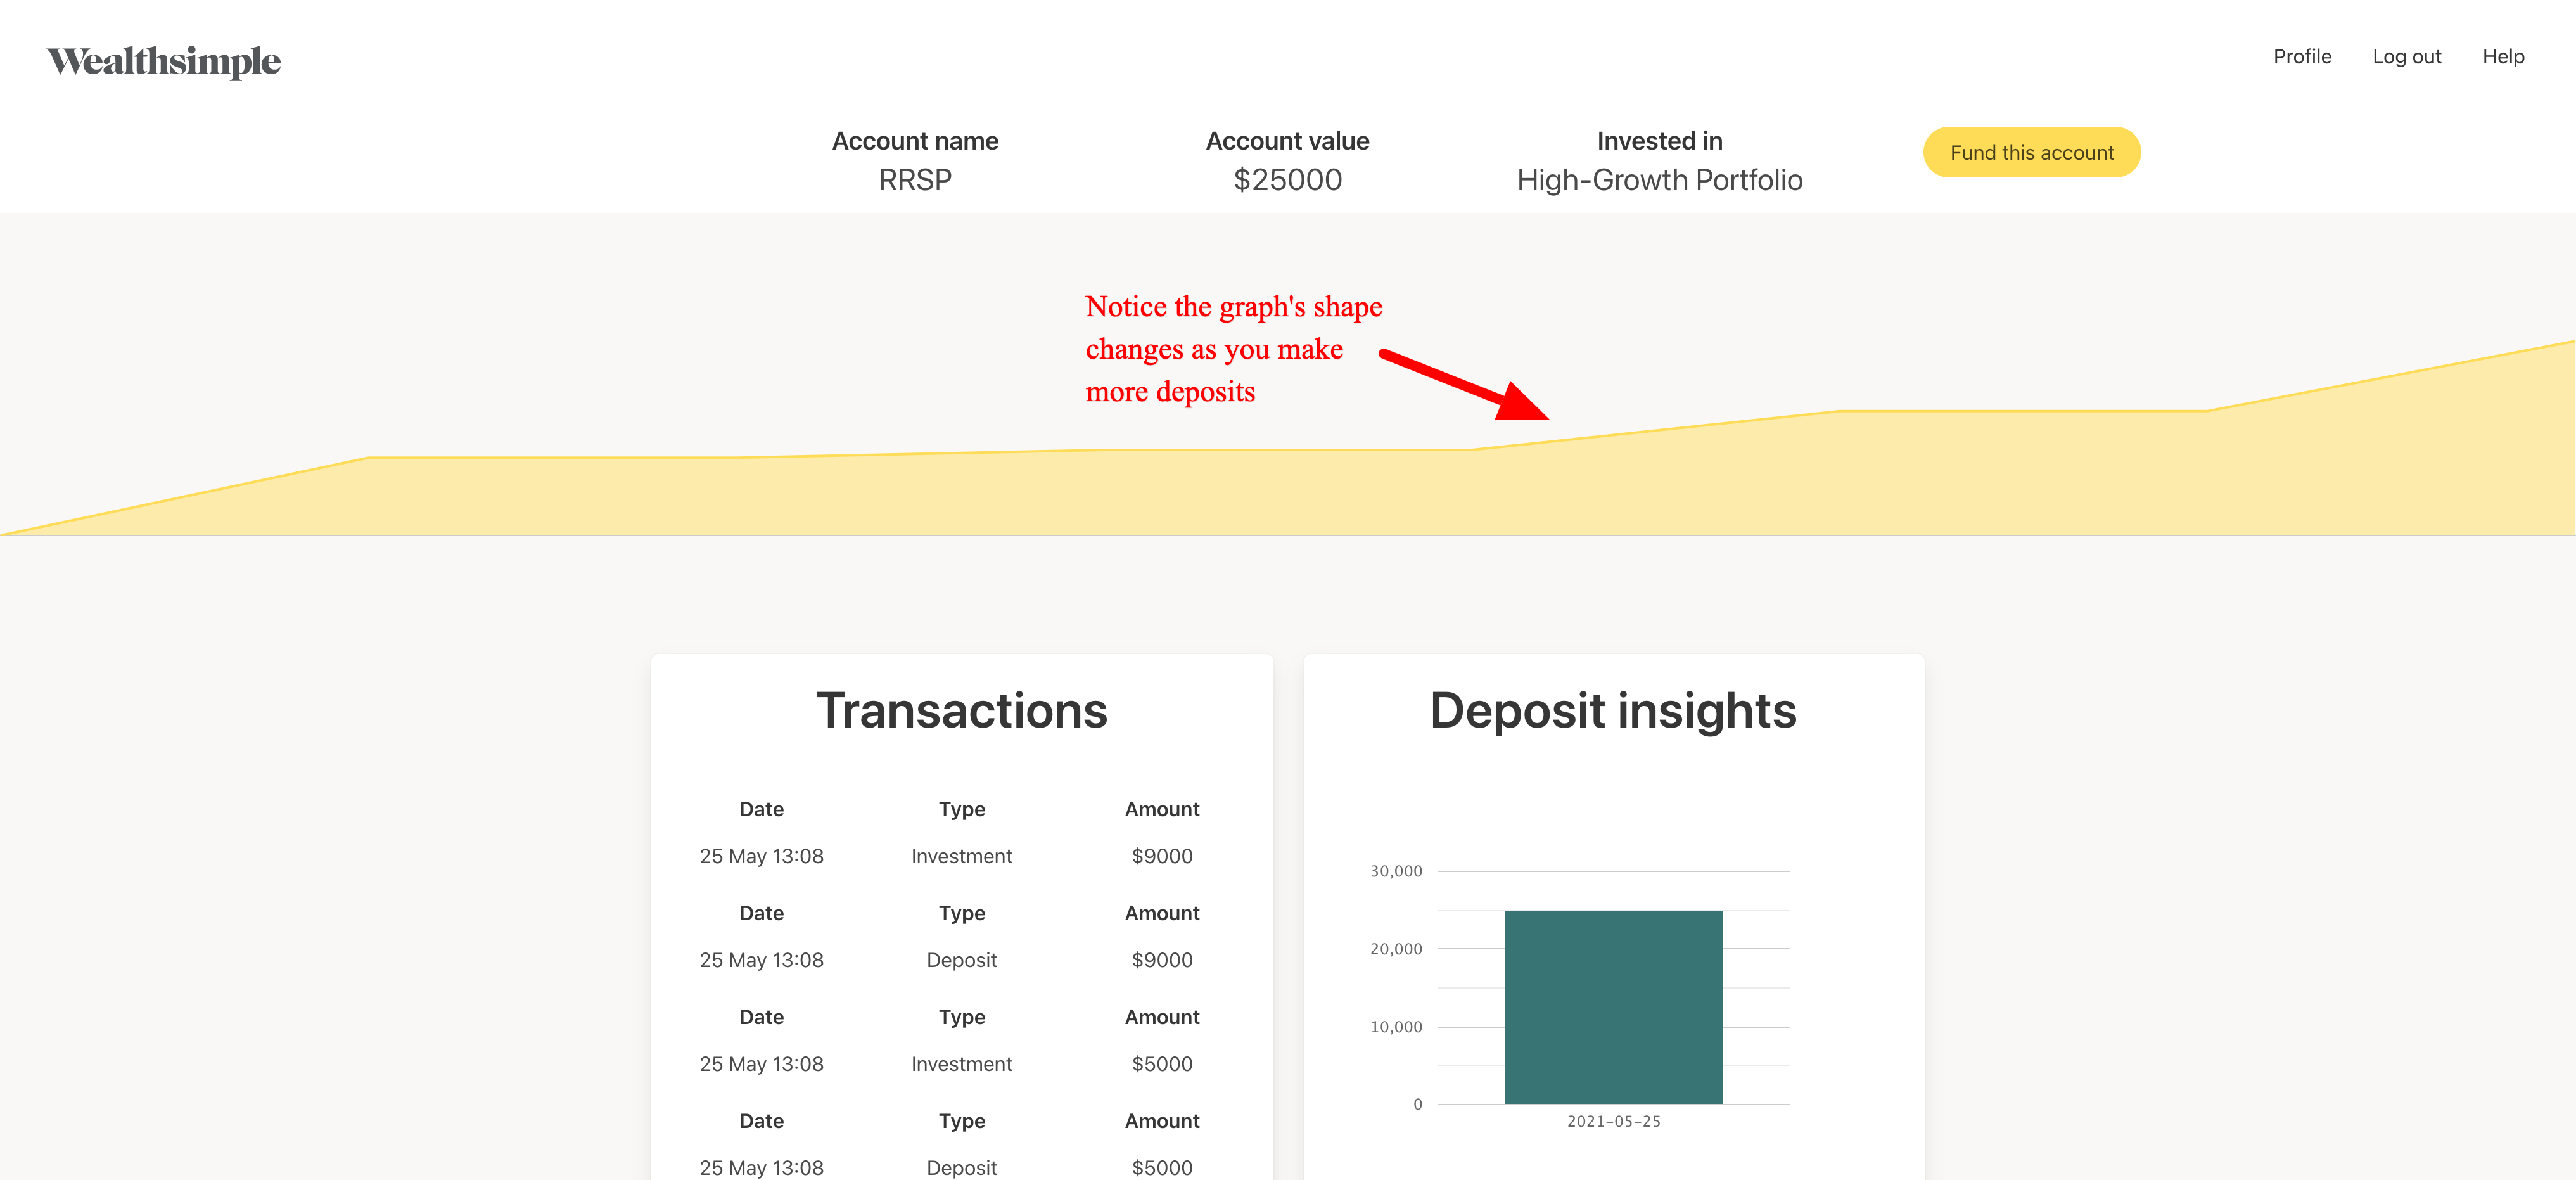 Wealthsimple
Profile Log out Help
Account name Account value Invested in
RRSP $25000 High-Growth Portfolio
Fund this account
Notice the graph's shape
changes as you make
more deposits
Transactions
Date Type Amount
25 May 13:08 Investment $9000
Date Type Amount
25 May 13:08 Deposit $9000
Date Type Amount
25 May 13:08 Investment $5000
Date Type Amount
25 May 13:08 Deposit $5000
Deposit insights
30,000
20,000
10,000
0
2021-05-25